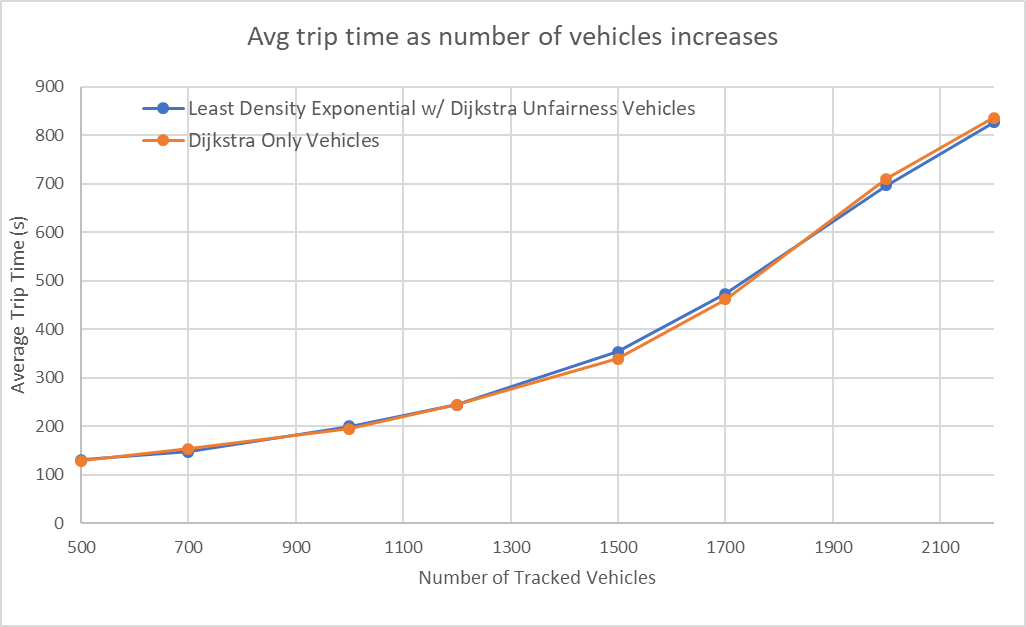 Avg trip time as number of vehicles increases
Least Density Exponential w/ Dijkstra Unfairness Vehicles
Dijkstra Only Vehicles
Average Trip Time (s)
900
800
700
600
500
400
300
200
100
0
500 700 900 1100 1300 1500 1700 1900 2100
Number of Tracked Vehicles